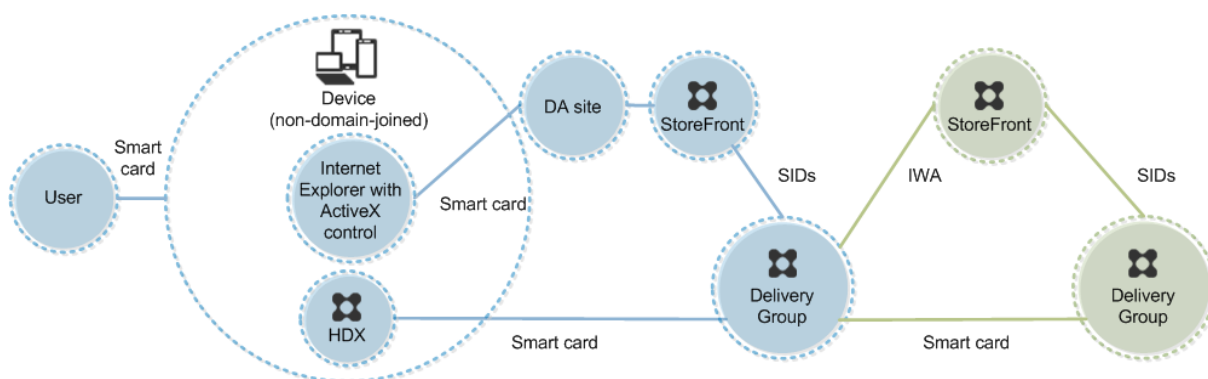 Device
(non-domain-joined)
DA site
StoreFront
StoreFront
Smart
card
User
Internet
Explorer with
ActiveX
control
Smart card
SIDs
IWA
SIDs
HDX
Smart card
Delivery
Group
Smart card
Delivery
Group